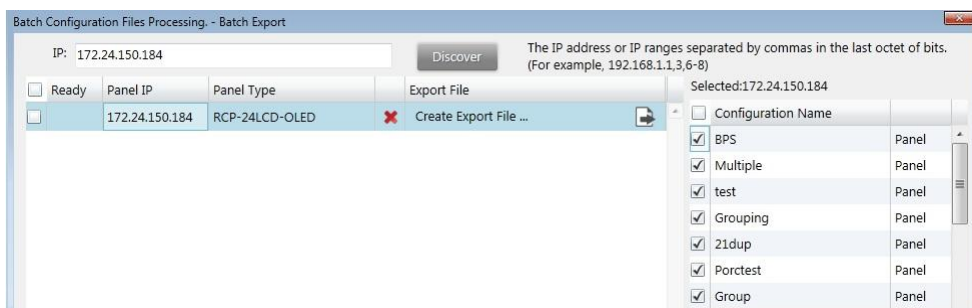 Batch Configuration Files Processing. - Batch Export
IP: 172.24.150.184
Discover
The IP address or IP ranges separated by commas in the last octet of bits.
(For example, 192.168.1.1,3,6-8)
Ready Panel IP Panel Type Export File
172.24.150.184 RCP-24LCD-OLED Create Export File ...
Selected:172.24.150.184
Configuration Name
BPS Panel
Multiple Panel
test Panel
Grouping Panel
21dup Panel
Porctest Panel
Group Panel